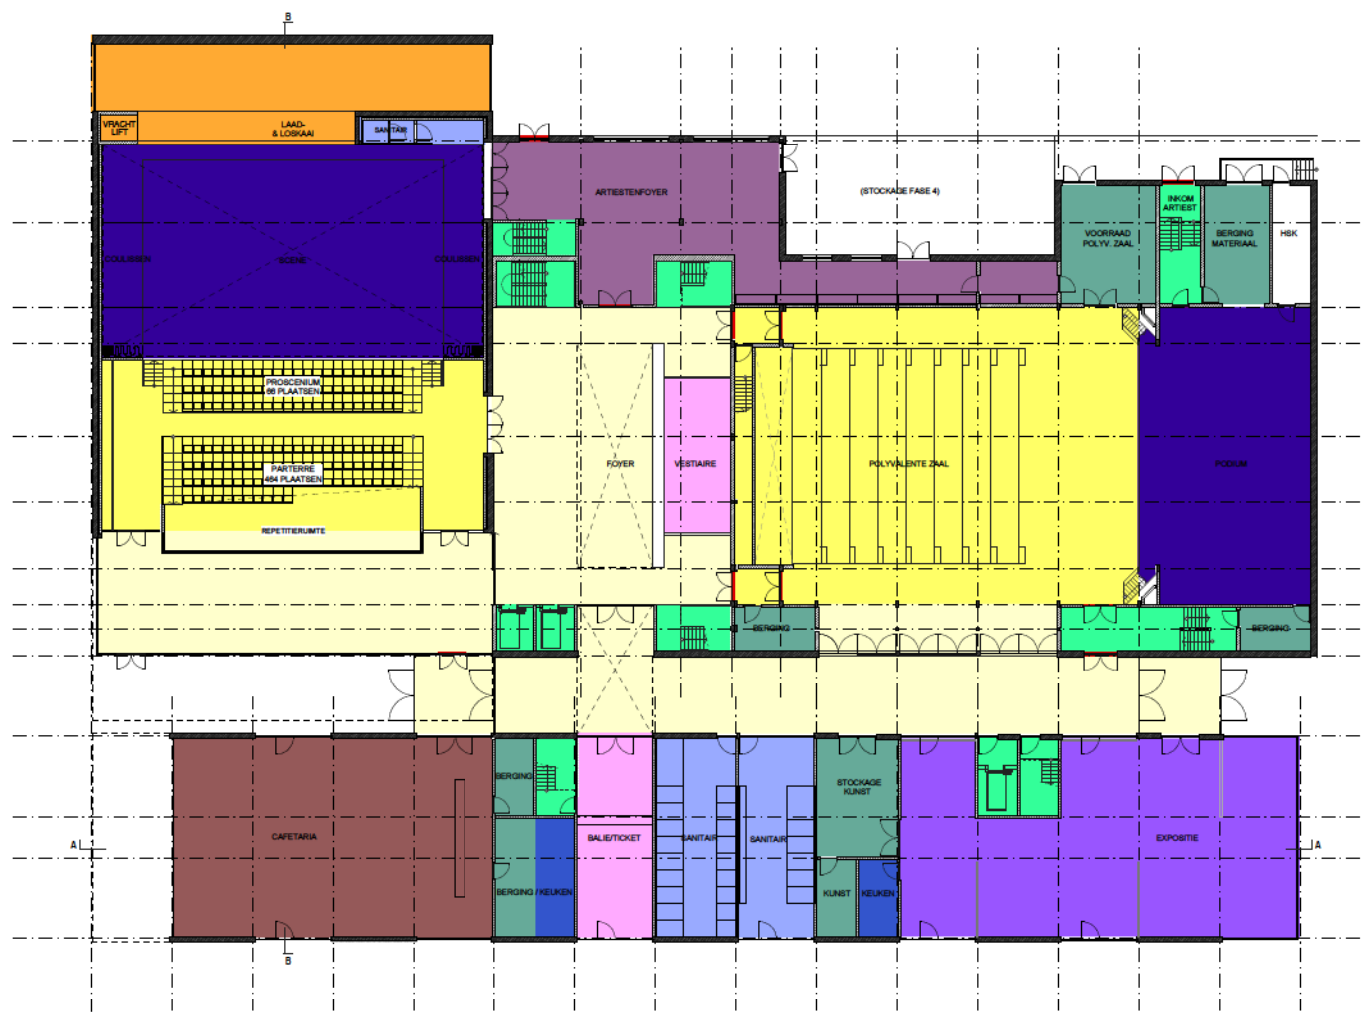 B
VRACHT
LIFT
LAAD-
& LOSKAAI
SANITAIR
ARTIESTENFOYER
(STOCKAGE FASE 4)
INKOM
ARTIEST
VOORRAAD
POLYV. ZAAL
BERGING
MATERIAAL
HSK
COULISSEN
SCENE
COULISSEN
PROSCENIUM
66 PLAATSEN
PARTERRE
464 PLAATSEN
REPETITIERUIMTE
FOYER
VESTIAIRE
POLYVALENTE ZAAL
PODIUM
BERGING
BERGING
BERGING
STOCKAGE
KUNST
A
CAFETARIA
BALIE/TICKET
SANITAIR
SANITAIR
EXPOSITIE
A
BERGING / KEUKEN
KUNST
KEUKEN
B